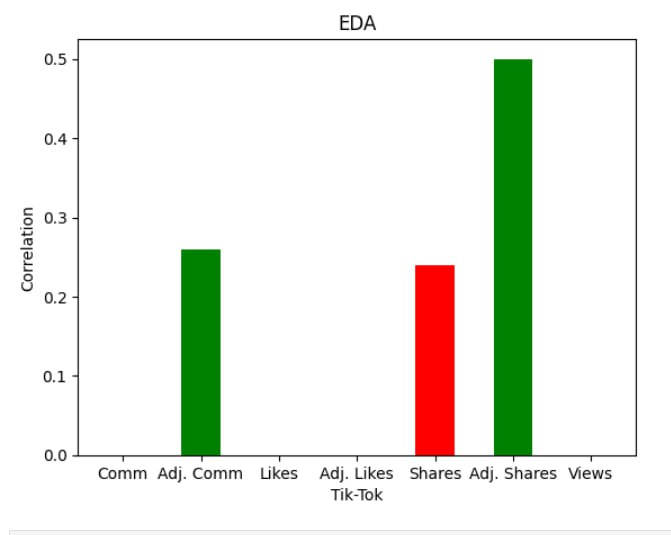 EDA
0.5
0.4
0.3
0.2
0.1
0.0
Correlation
Comm Adj. Comm Likes Adj. Likes Shares Adj. Shares Views
Tik-Tok